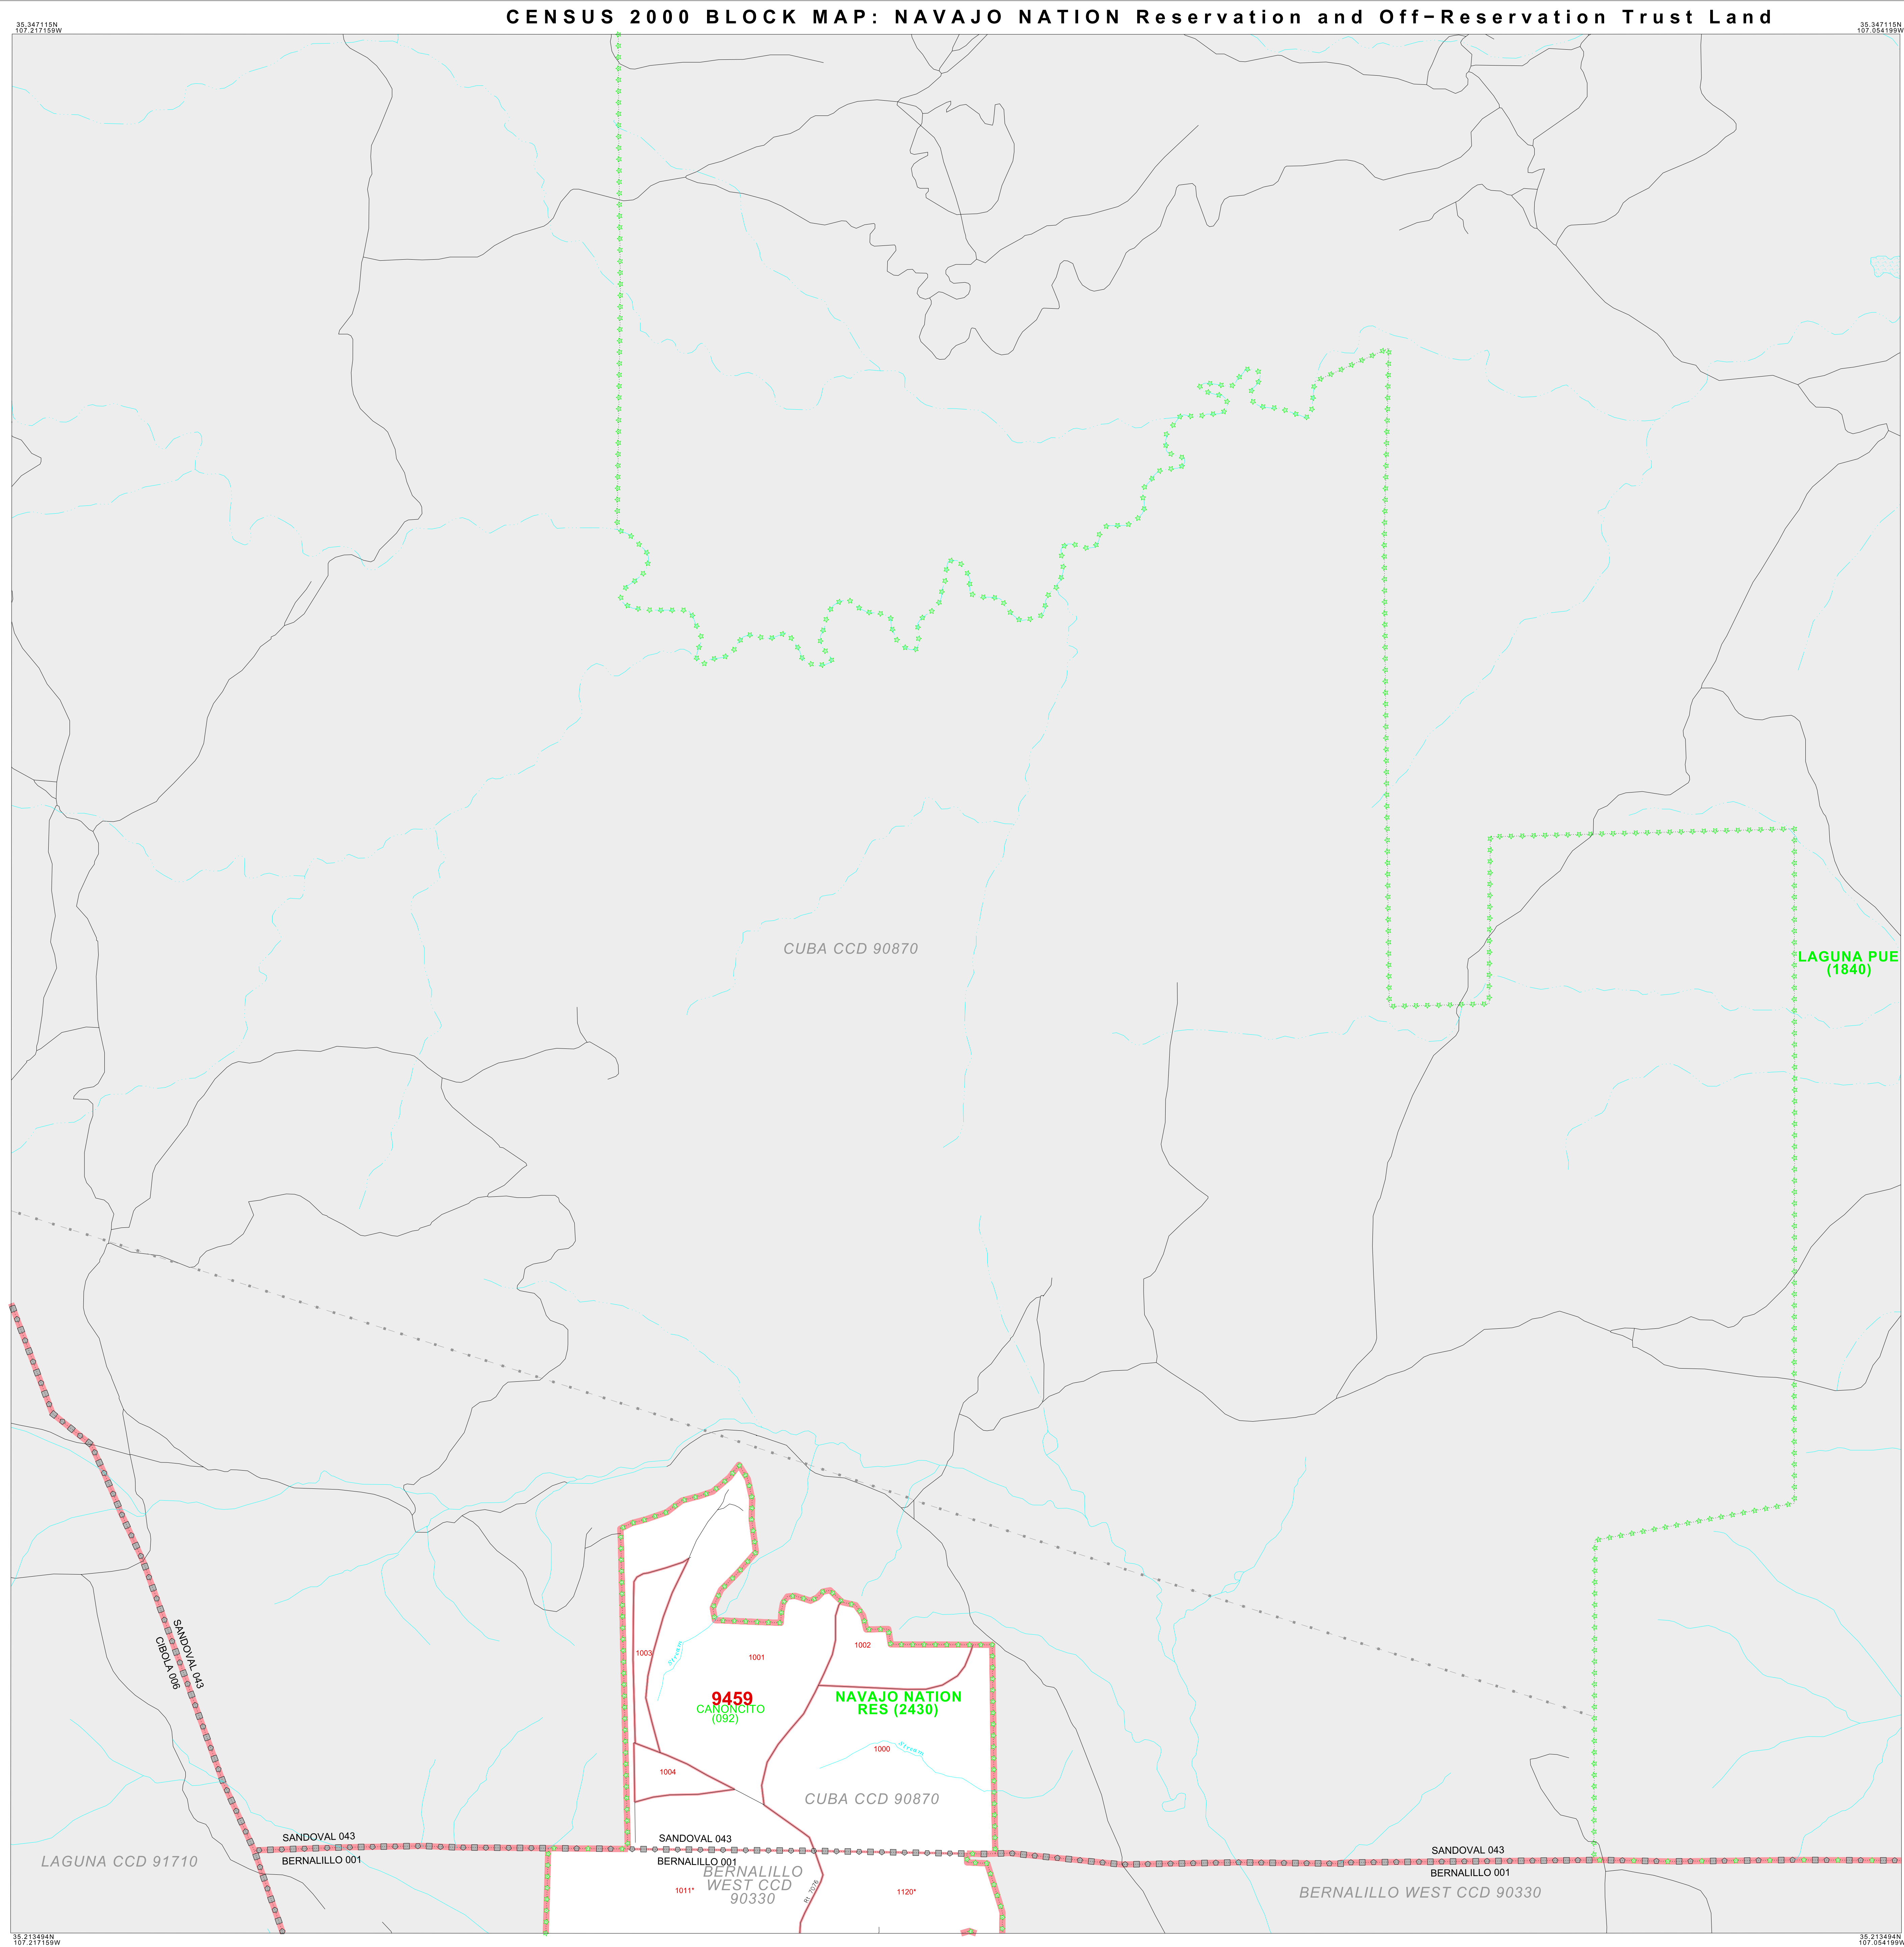 CENSUS 2000 BLOCK MAP: NAVAJO NATION Reservation and Off−Reservation Trust Land
35.347115N
107.217159W
35.347115N
107.054199W
CUBA CCD 90870
LAGUNA PUE
(1840)
SANDOVAL 043
CIBOLA 006
1003
Stream
1001
1002
9459
CANONCITO
(092)
NAVAJO NATION
RES (2430)
1000
Stream
1004
CUBA CCD 90870
SANDOVAL 043
BERNALILLO 001
SANDOVAL 043
BERNALILLO 001
SANDOVAL 043
BERNALILLO 001
LAGUNA CCD 91710
BERNALILLO
WEST CCD
90330
1011*
Rt 7076
1120*
BERNALILLO WEST CCD 90330
35.213494N
107.217159W
35.213494N
107.054199W